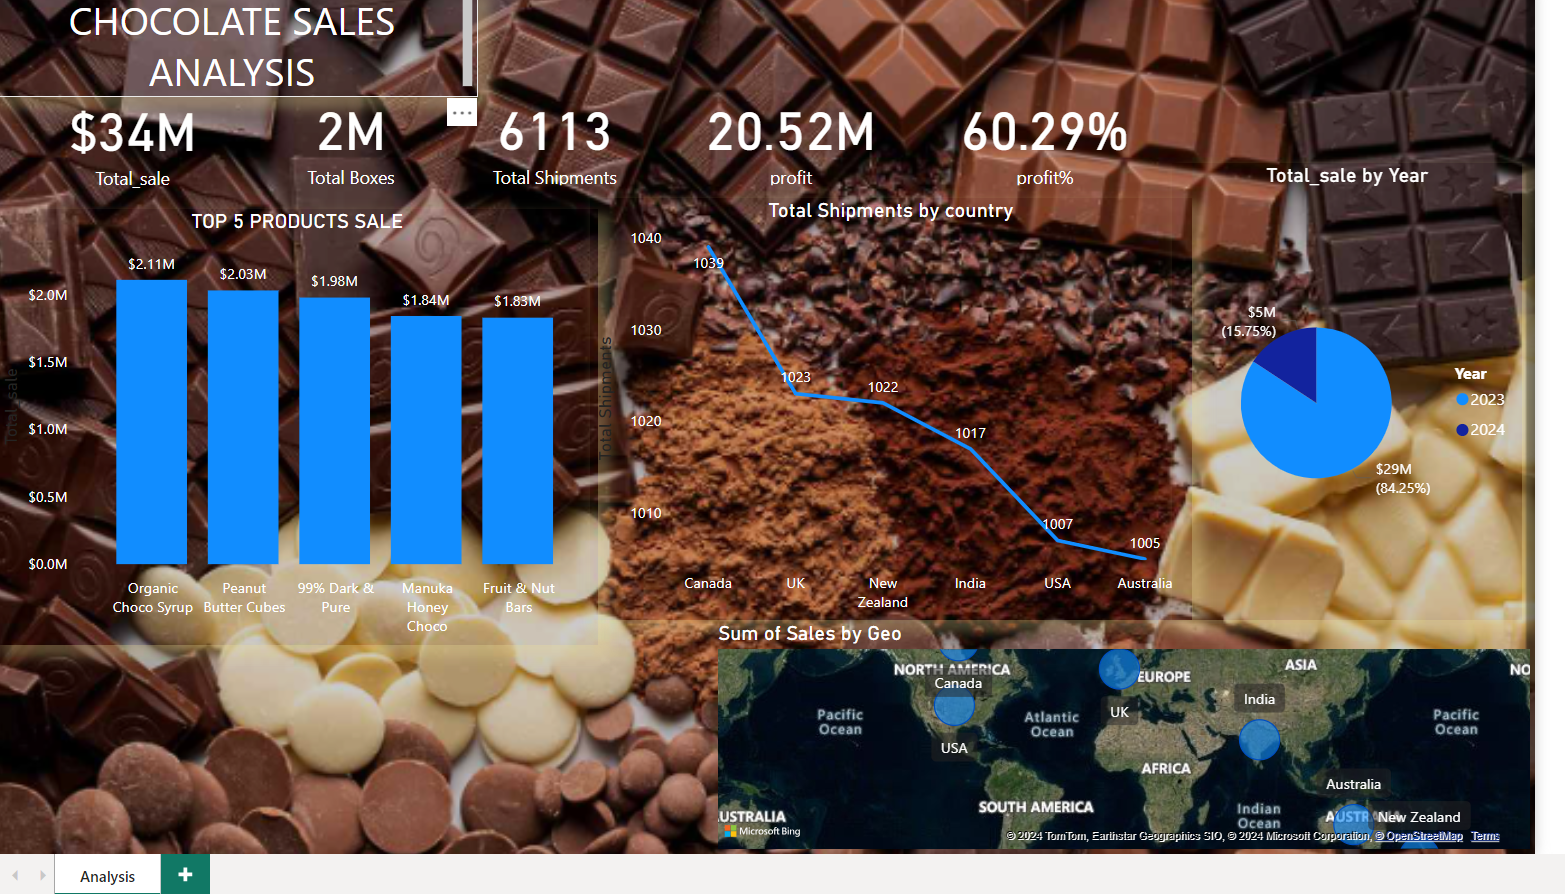 CHOCOLATE SALES
ANALYSIS
$34M
Total_sale
2M
Total Boxes
6113
Total Shipments
20.52M
profit
60.29%
profit%
TOP 5 PRODUCTS SALE
Total_sale
$2.0M
$1.5M
$1.0M
$0.5M
$0.0M
$2.11M
$2.03M
$1.98M
$1.84M
$1.83M
Organic
Choco Syrup
Peanut
Butter Cubes
99% Dark &
Pure
Manuka
Honey
Choco
Fruit & Nut
Bars
Total Shipments by country
Total Shipments
1040
1030
1020
1010
1039
1023
1022
1017
1007
1005
Canada
UK
New
Zealand
India
USA
Australia
Total_sale by Year
$5M
(15.75%)
$29M
(84.25%)
Year
2023
2024
Sum of Sales by Geo
NORTH AMERICA
Canada
USA
Pacific
Ocean
Atlantic
Ocean
EUROPE
UK
ASIA
India
NO
Pacific
Ocean
AFRICA
SOUTH AMERICA
Indian
Ocean
Australia
AUSTR
New Zealand
USTRALIA
Microsoft Bing
© 2024 TomTom, Earthstar Geographics SIO, © 2024 Microsoft Corporation, © OpenStreetMap Terms
Analysis